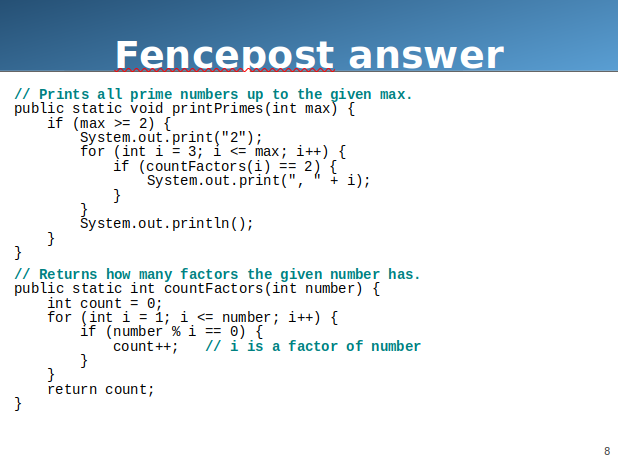 Fencepost answer
// Prints all prime numbers up to the given max.
public static void printPrimes(int max) {
    if (max >= 2) {
        System.out.print("2");
        for (int i = 3; i <= max; i++) {
            if (countFactors(i) == 2) {
                System.out.print(", " + i);
            }
        }
        System.out.println();
    }
}
// Returns how many factors the given number has.
public static int countFactors(int number) {
    int count = 0;
    for (int i = 1; i <= number; i++) {
        if (number % i == 0) {
            count++;   // i is a factor of number
        }
    }
    return count;
}
8